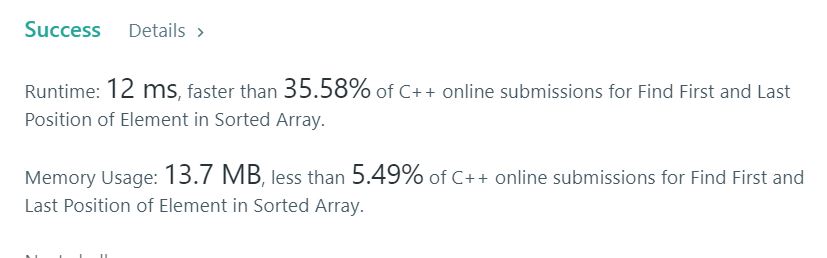 Success Details >
Runtime: 12 ms, faster than 35.58% of C++ online submissions for Find First and Last
Position of Element in Sorted Array.
Memory Usage: 13.7 MB, less than 5.49% of C++ online submissions for Find First and
Last Position of Element in Sorted Array.